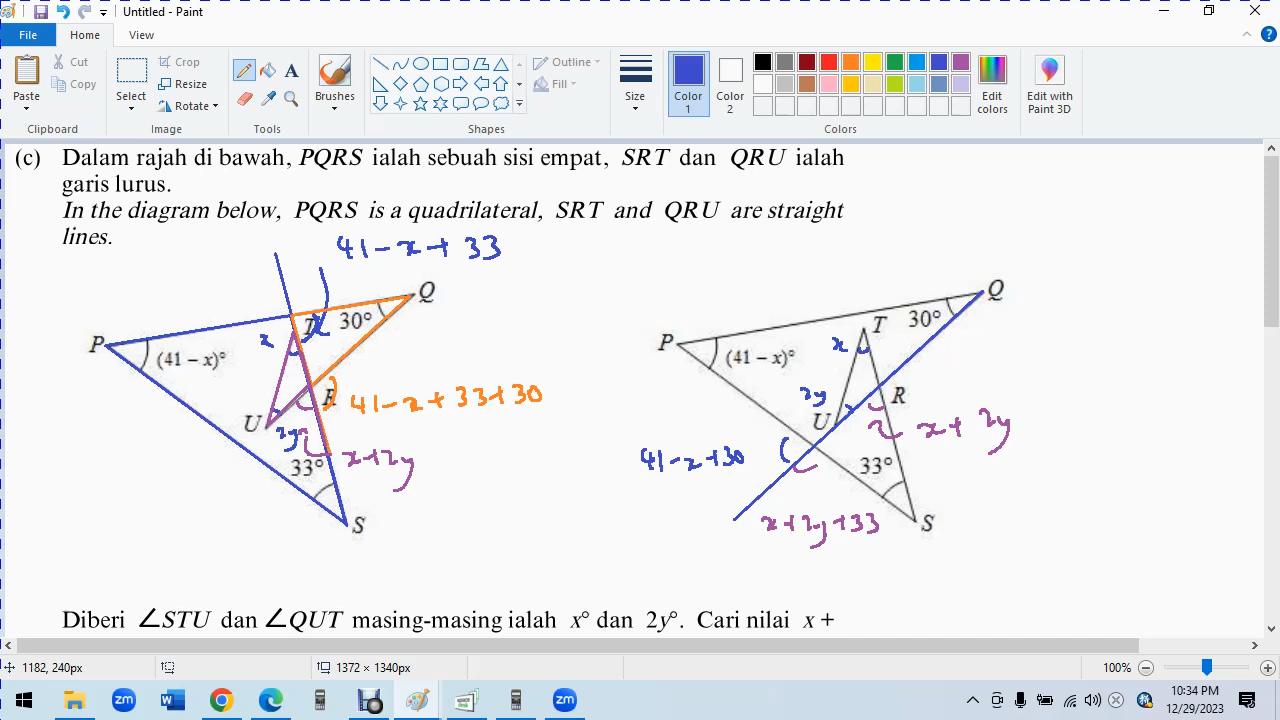 Untitled - Paint
File Home View
Paste Cut Copy
Select Crop Resize Rotate
Brushes
Outline Fill
Size
Color 1 Color 2
Edit colors
Edit with Paint 3D
Clipboard Image Tools Shapes Colors
(c) Dalam rajah di bawah, PQRS ialah sebuah sisi empat, SRT dan QRU ialah
garis lurus.
In the diagram below, PQRS is a quadrilateral, SRT and QRU are straight
lines.
41 - x + 33
Q
T
30°
x
P
(41 – x)°
R
41 - x + 33 + 30
U
2y
x + 2y
33°
S
Q
T
30°
x
P
(41 – x)°
2y
R
U
x + 2y
41 - x + 30
33°
x + 2y + 33
S
Diberi ∠STU dan ∠QUT masing-masing ialah x° dan 2y°. Cari nilai x +
1182, 240px
1372 × 1340px
100%
10:34 PM
12/29/2023